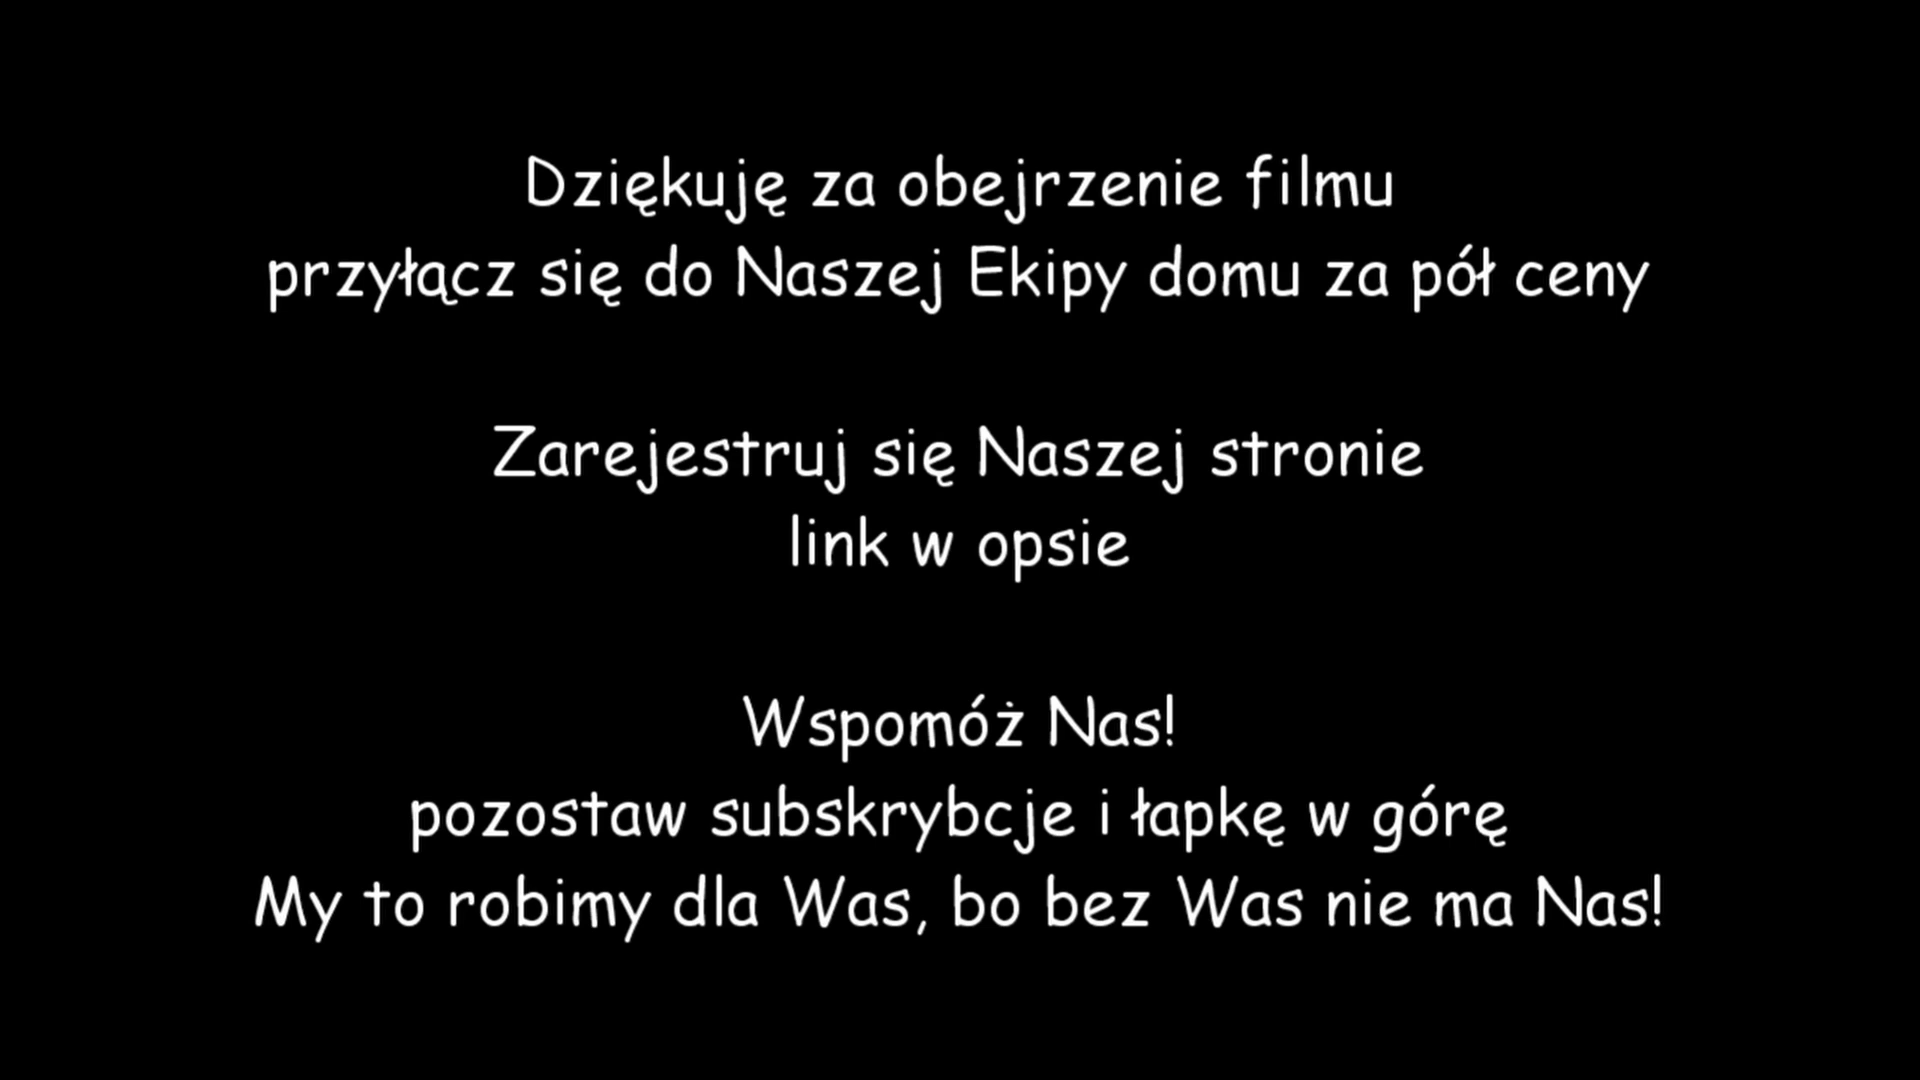 Dziękuję za obejrzenie filmu
przyłącz się do Naszej Ekipy domu za pół ceny
Zarejestruj się Naszej stronie
link w opsie
Wspomóż Nas!
pozostaw subskrybcje i łapkę w górę
My to robimy dla Was, bo bez Was nie ma Nas!